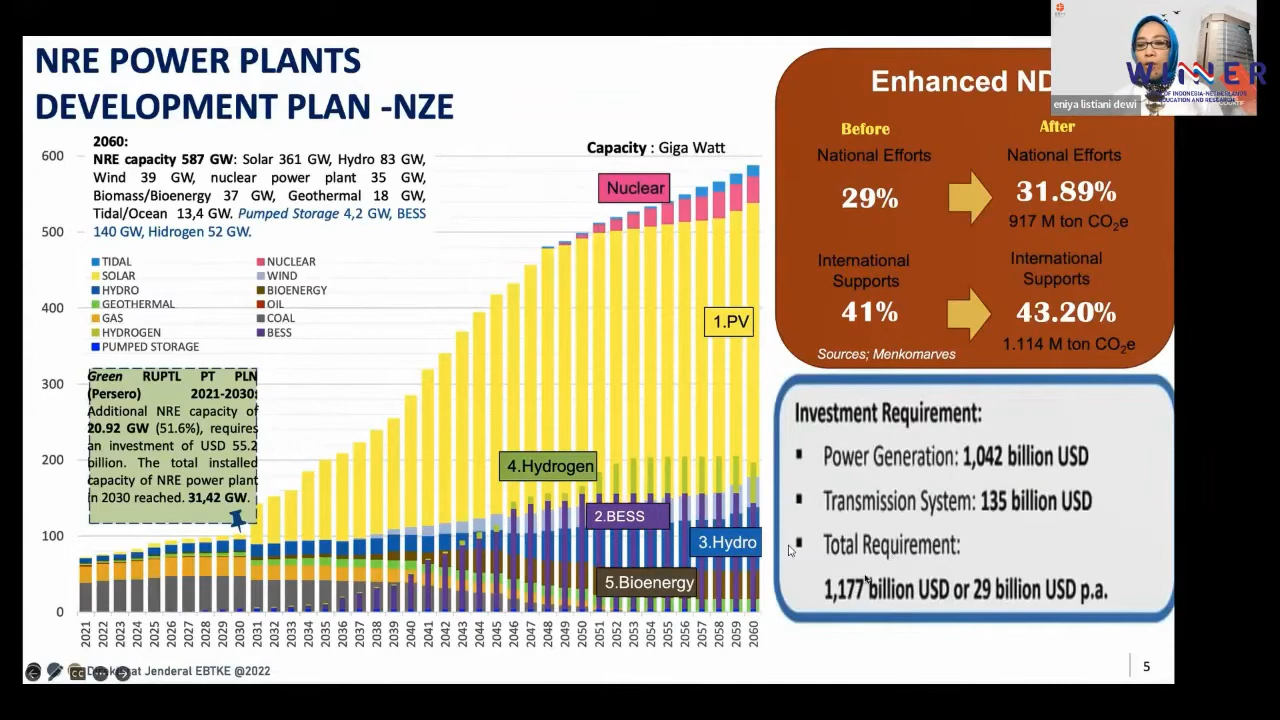 NRE POWER PLANTS
DEVELOPMENT PLAN -NZE
2060:
NRE capacity 587 GW: Solar 361 GW, Hydro 83 GW,
Wind 39 GW, nuclear power plant 35 GW,
Biomass/Bioenergy 37 GW, Geothermal 18 GW,
Tidal/Ocean 13,4 GW. Pumped Storage 4,2 GW, BESS
140 GW, Hidrogen 52 GW.
Capacity : Giga Watt
600
500
400
300
200
100
0
TIDAL
NUCLEAR
SOLAR
WIND
HYDRO
BIOENERGY
GEOTHERMAL
OIL
GAS
COAL
HYDROGEN
BESS
PUMPED STORAGE
Green RUPTL PT PLN
(Persero) 2021-2030:
Additional NRE capacity of
20.92 GW (51.6%), requires
an investment of USD 55.2
billion. The total installed
capacity of NRE power plant
in 2030 reached. 31,42 GW.
Nuclear
1.PV
4.Hydrogen
2.BESS
3.Hydro
5.Bioenergy
2021 2022 2023 2024 2025 2026 2027 2028 2029 2030 2031 2032 2033 2034 2035 2036 2037 2038 2039 2040 2041 2042 2043 2044 2045 2046 2047 2048 2049 2050 2051 2052 2053 2054 2055 2056 2057 2058 2059 2060
Jenderal EBTKE @2022
Enhanced ND
Before
After
National Efforts
National Efforts
29%
31.89%
917 M ton CO2e
International
Supports
International
Supports
41%
43.20%
1.114 M ton CO2e
Sources; Menkomarves
Investment Requirement:
Power Generation: 1,042 billion USD
Transmission System: 135 billion USD
Total Requirement:
1,177 billion USD or 29 billion USD p.a.
5
WINNER
OF INDONESIA-NETHERLANDS
EDUCATION AND RESEARCH
eniya listiani dewi